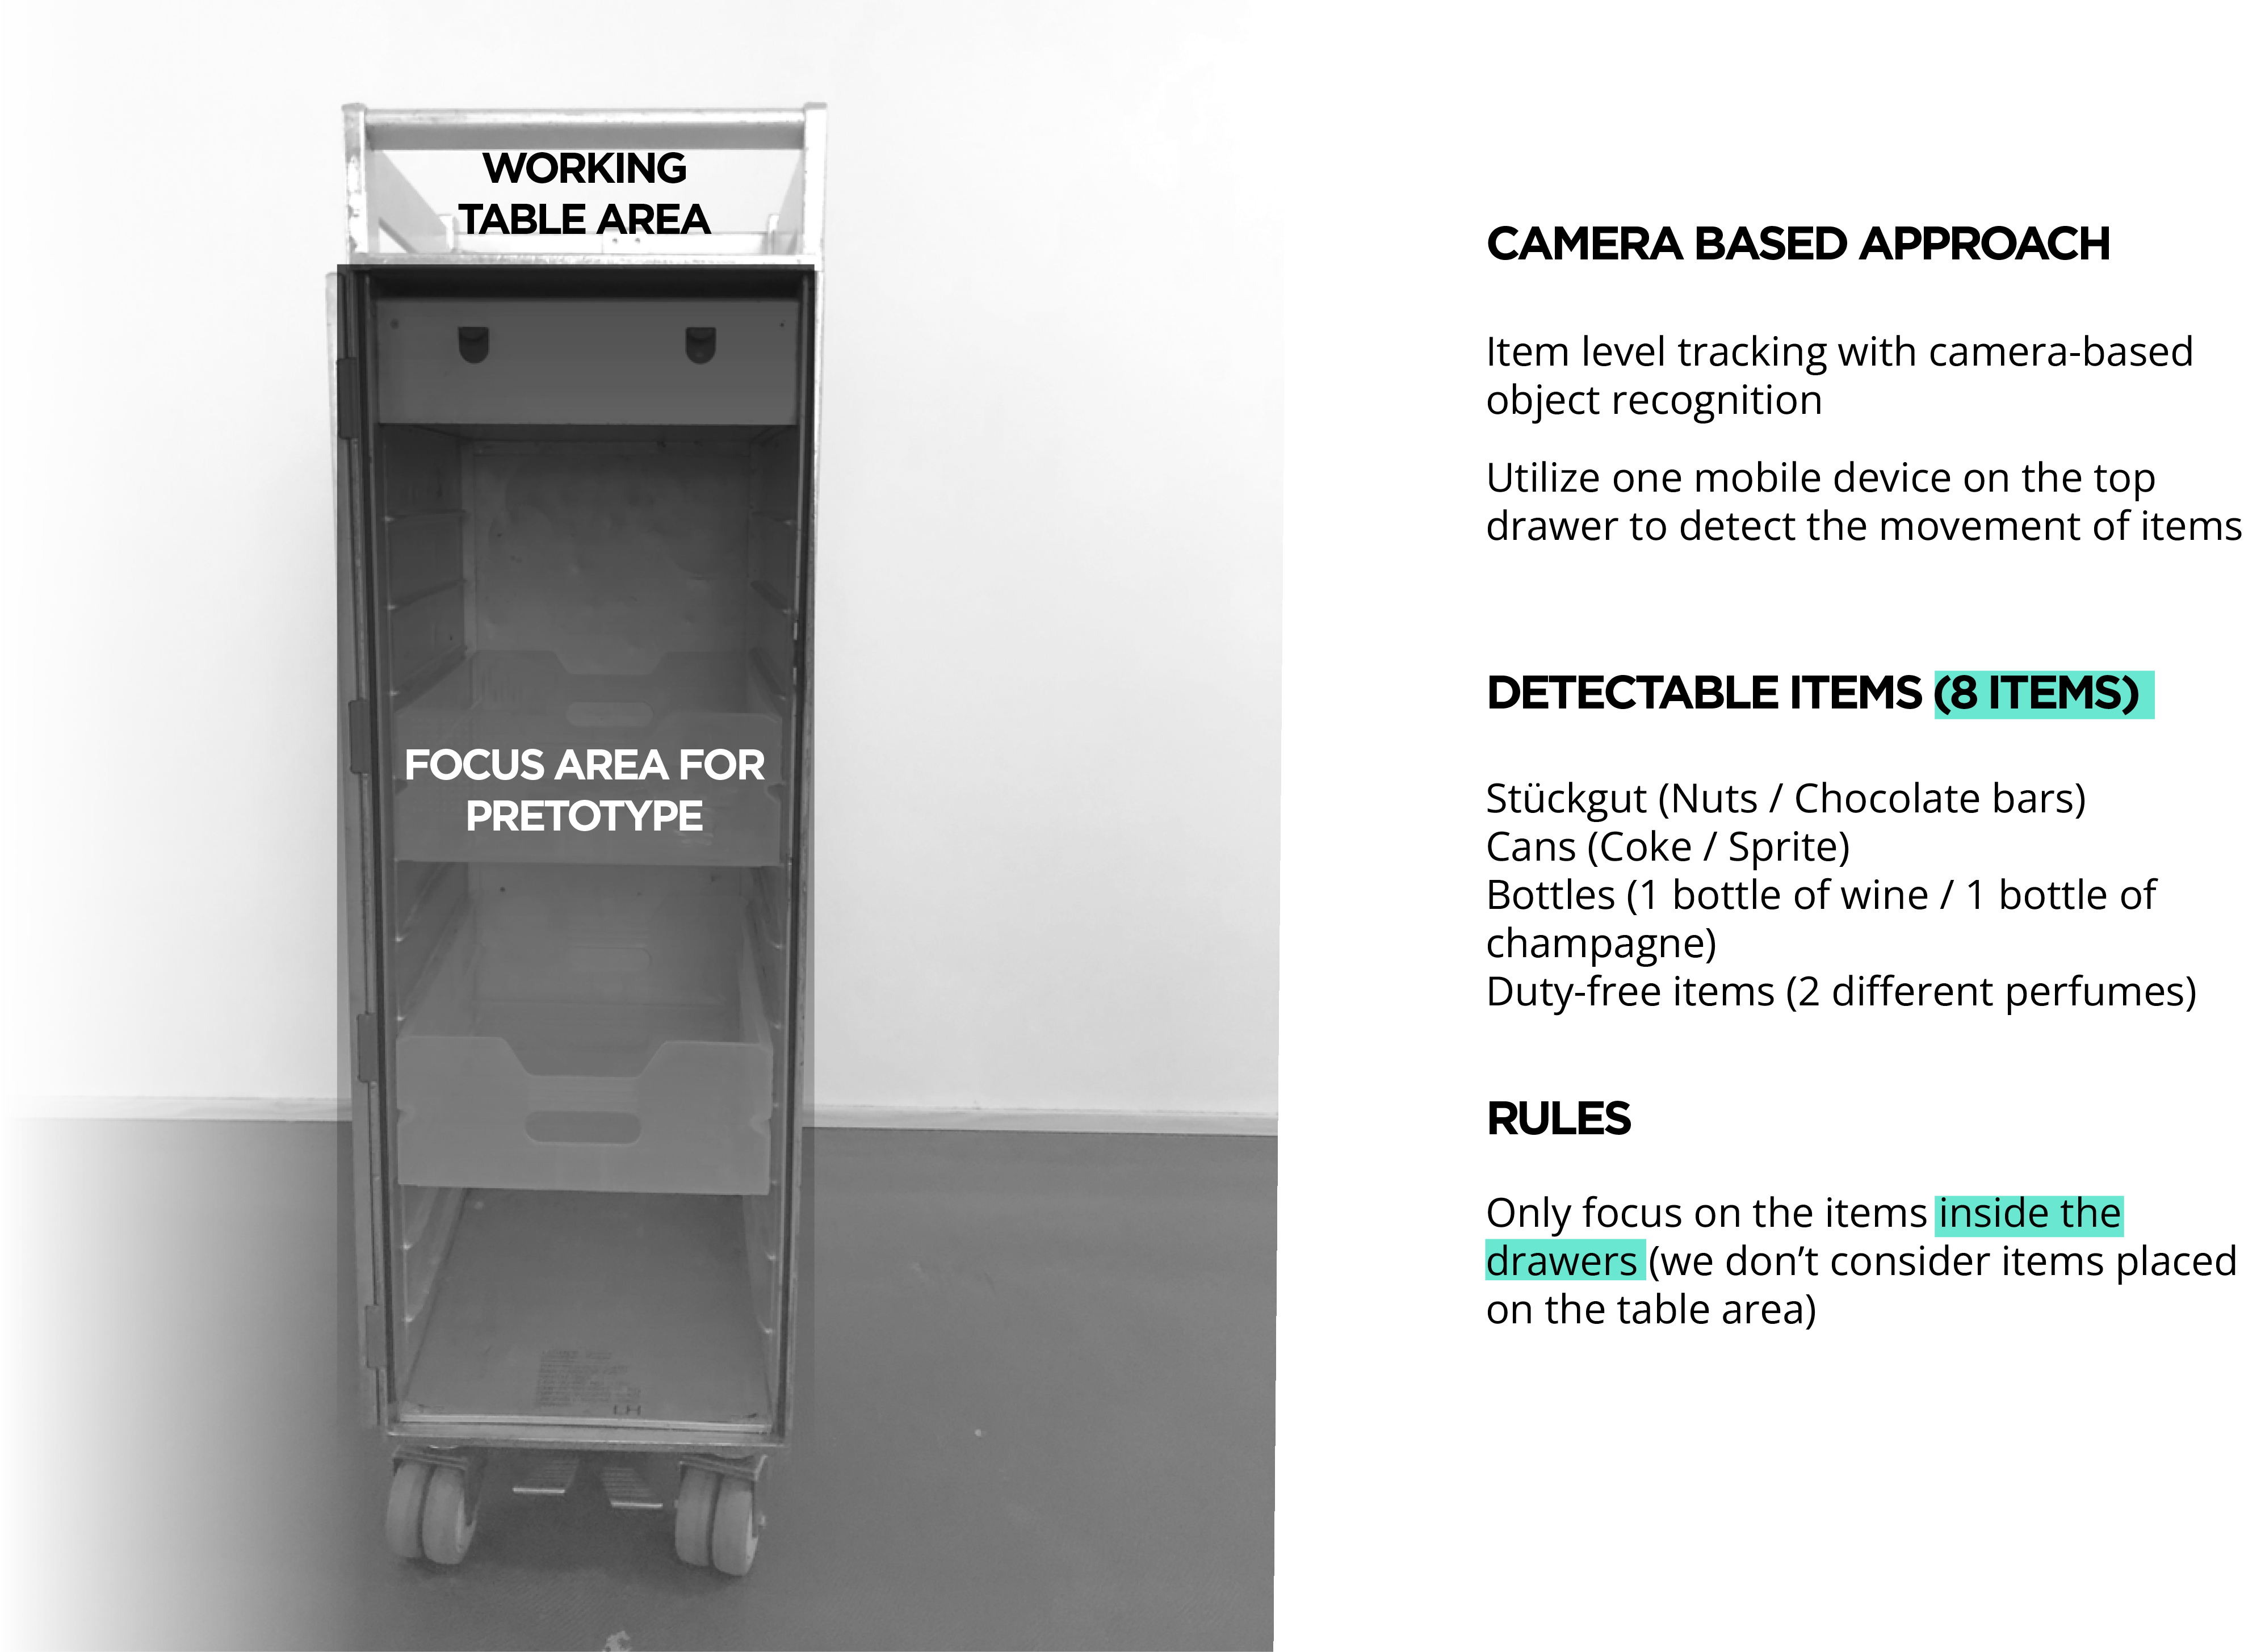 WORKING
TABLE AREA
FOCUS AREA FOR
PRETOTYPE
CAMERA BASED APPROACH
Item level tracking with camera-based
object recognition
Utilize one mobile device on the top
drawer to detect the movement of items
DETECTABLE ITEMS (8 ITEMS)
Stückgut (Nuts / Chocolate bars)
Cans (Coke / Sprite)
Bottles (1 bottle of wine / 1 bottle of
champagne)
Duty-free items (2 different perfumes)
RULES
Only focus on the items inside the
drawers (we don’t consider items placed
on the table area)